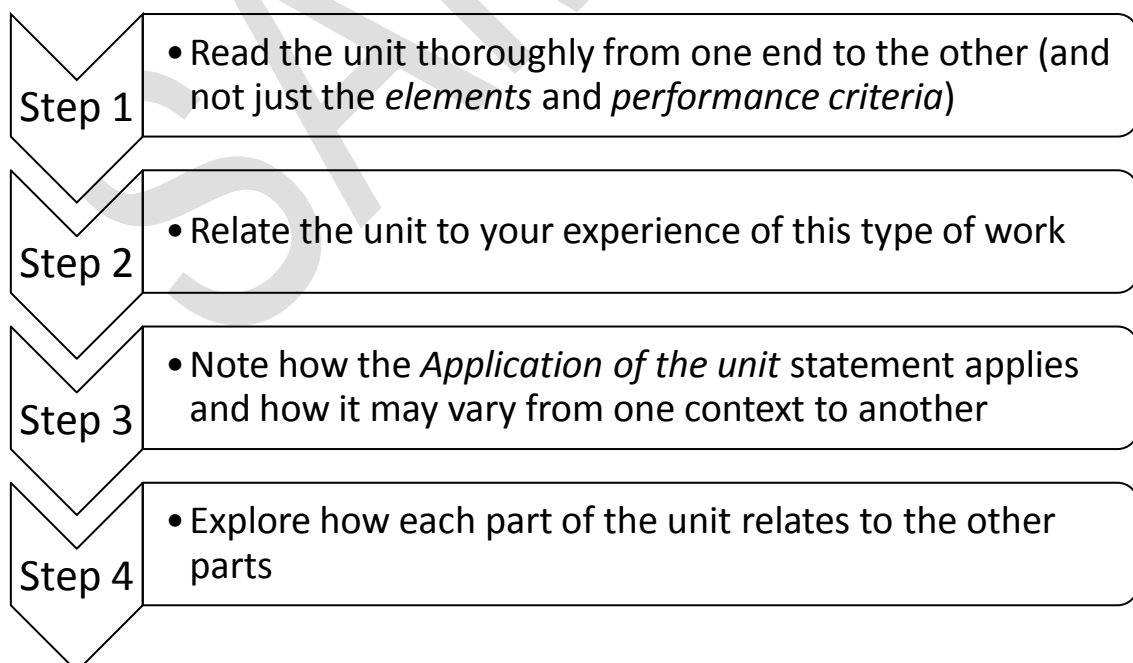 Step 1
•Read the unit thoroughly from one end to the other (and
not just the elements and performance criteria)
Step 2
•Relate the unit to your experience of this type of work
Step 3
•Note how the Application of the unit statement applies
and how it may vary from one context to another
Step 4
•Explore how each part of the unit relates to the other
parts